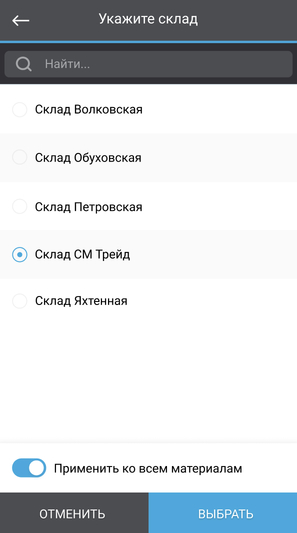 Укажите склад
Найти...
Склад Волковская
Склад Обуховская
Склад Петровская
Склад СМ Трейд
Склад Яхтенная
Применить ко всем материалам
ОТМЕНИТЬ
ВЫБРАТЬ